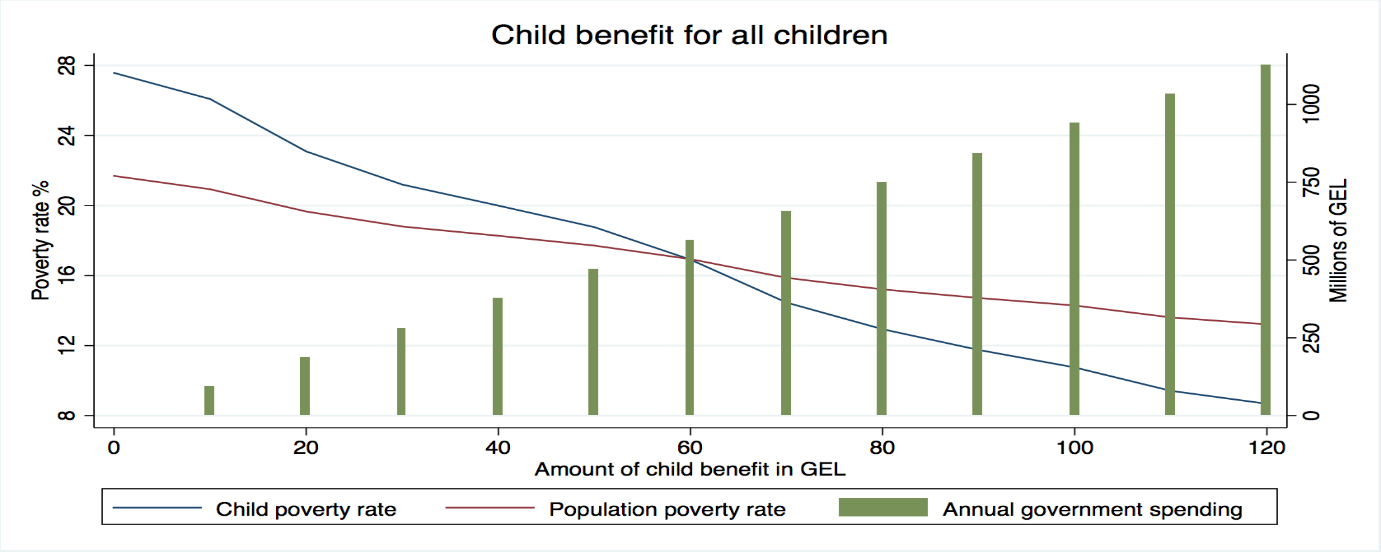 Child benefit for all children
28
24
20
16
12
8
Poverty rate %
1000
750
500
250
0
Millions of GEL
0 20 40 60 80 100 120
Amount of child benefit in GEL
Child poverty rate Population poverty rate Annual government spending